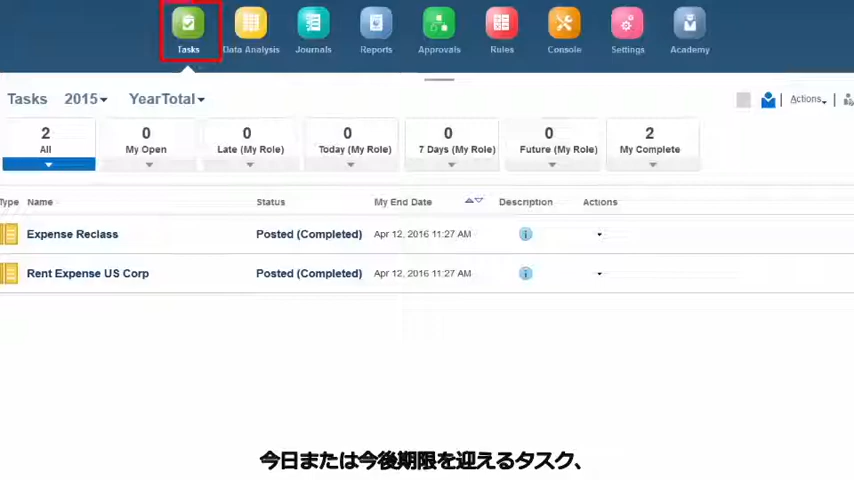 Tasks Data Analysis Journals Reports Approvals Rules Console Settings Academy
Tasks 2015 YearTotal Actions
2 0 0 0 0 0 2
All My Open Late (My Role) Today (My Role) 7 Days (My Role) Future (My Role) My Complete
Type Name Status My End Date Description Actions
Expense Reclass Posted (Completed) Apr 12, 2016 11:27 AM
Rent Expense US Corp Posted (Completed) Apr 12, 2016 11:27 AM
今日または今後期限を迎えるタスク、